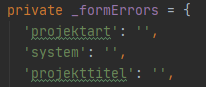 private _formErrors = {
'projektart': '',
'system': '',
'projekttitel': '',